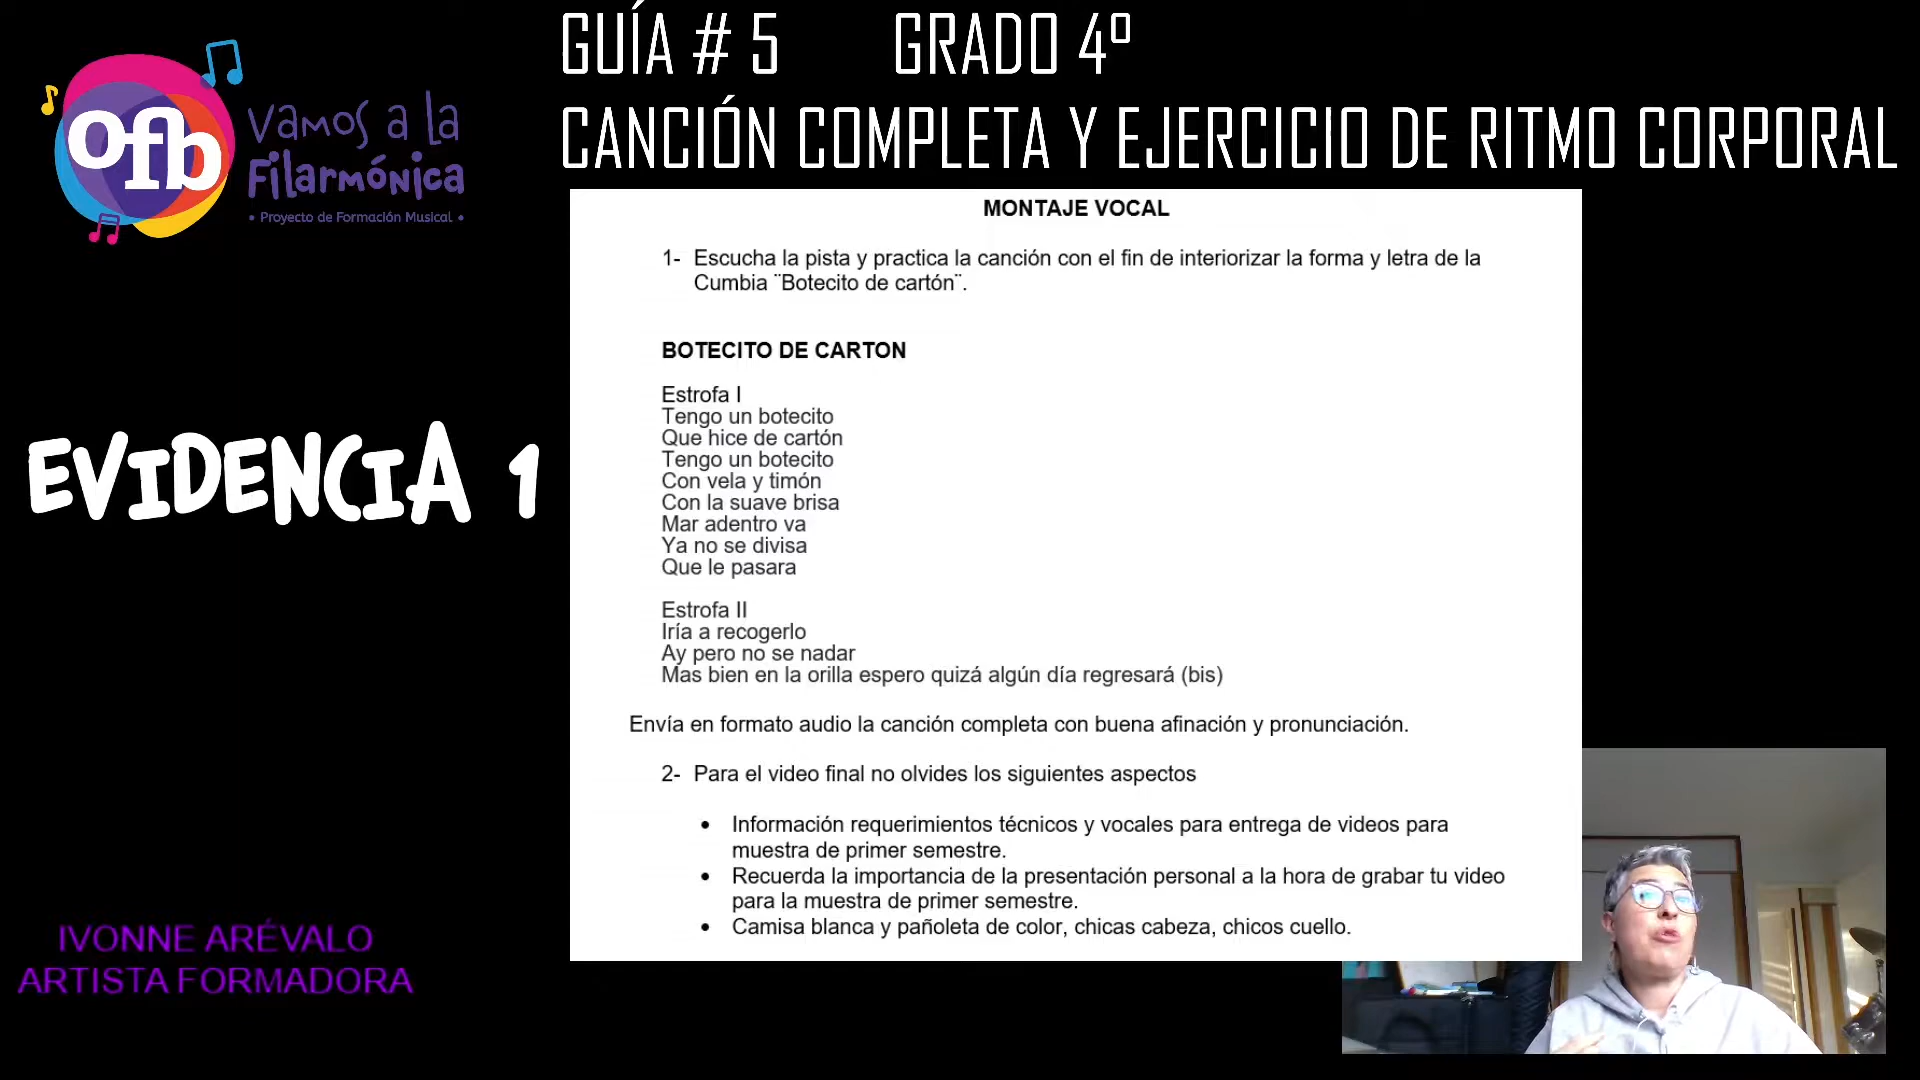 GUÍA # 5 GRADO 4º
CANCIÓN COMPLETA Y EJERCICIO DE RITMO CORPORAL
ofb
Vamos a la
Filarmónica
• Proyecto de Formación Musical •
EVIDENCIA 1
MONTAJE VOCAL
1- Escucha la pista y practica la canción con el fin de interiorizar la forma y letra de la
Cumbia ¨Botecito de cartón¨.
BOTECITO DE CARTON
Estrofa I
Tengo un botecito
Que hice de cartón
Tengo un botecito
Con vela y timón
Con la suave brisa
Mar adentro va
Ya no se divisa
Que le pasara
Estrofa II
Iría a recogerlo
Ay pero no se nadar
Mas bien en la orilla espero quizá algún día regresará (bis)
Envía en formato audio la canción completa con buena afinación y pronunciación.
2- Para el video final no olvides los siguientes aspectos
• Información requerimientos técnicos y vocales para entrega de videos para
muestra de primer semestre.
• Recuerda la importancia de la presentación personal a la hora de grabar tu video
para la muestra de primer semestre.
• Camisa blanca y pañoleta de color, chicas cabeza, chicos cuello.
IVONNE ARÉVALO
ARTISTA FORMADORA